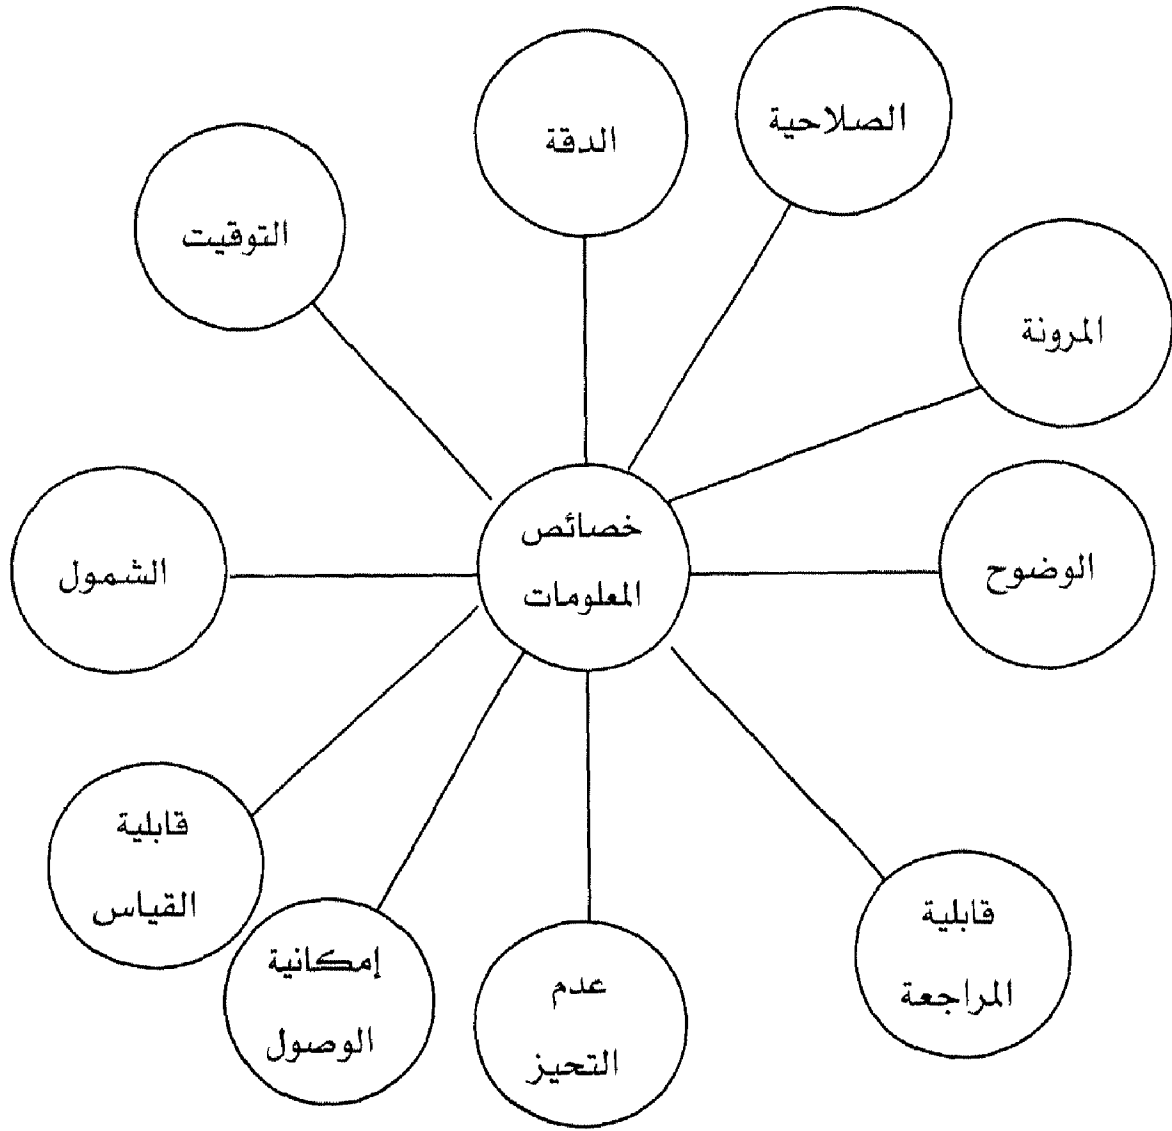 الصلاحية
الدقة
التوقيت
المرونة
خصائص
المعلومات
الوضوح
الشمول
قابلية
القياس
إمكانية
الوصول
عدم
التحيز
قابلية
المراجعة